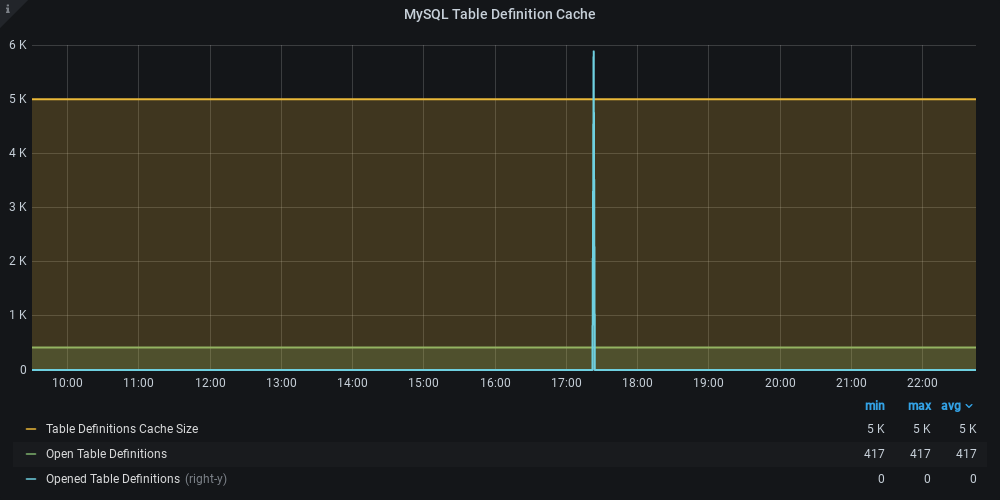 i
MySQL Table Definition Cache
6 K
5 K
4 K
3 K
2 K
1 K
0
10:00 11:00 12:00 13:00 14:00 15:00 16:00 17:00 18:00 19:00 20:00 21:00 22:00
min max avg
Table Definitions Cache Size 5 K 5 K 5 K
Open Table Definitions 417 417 417
Opened Table Definitions (right-y) 0 0 0